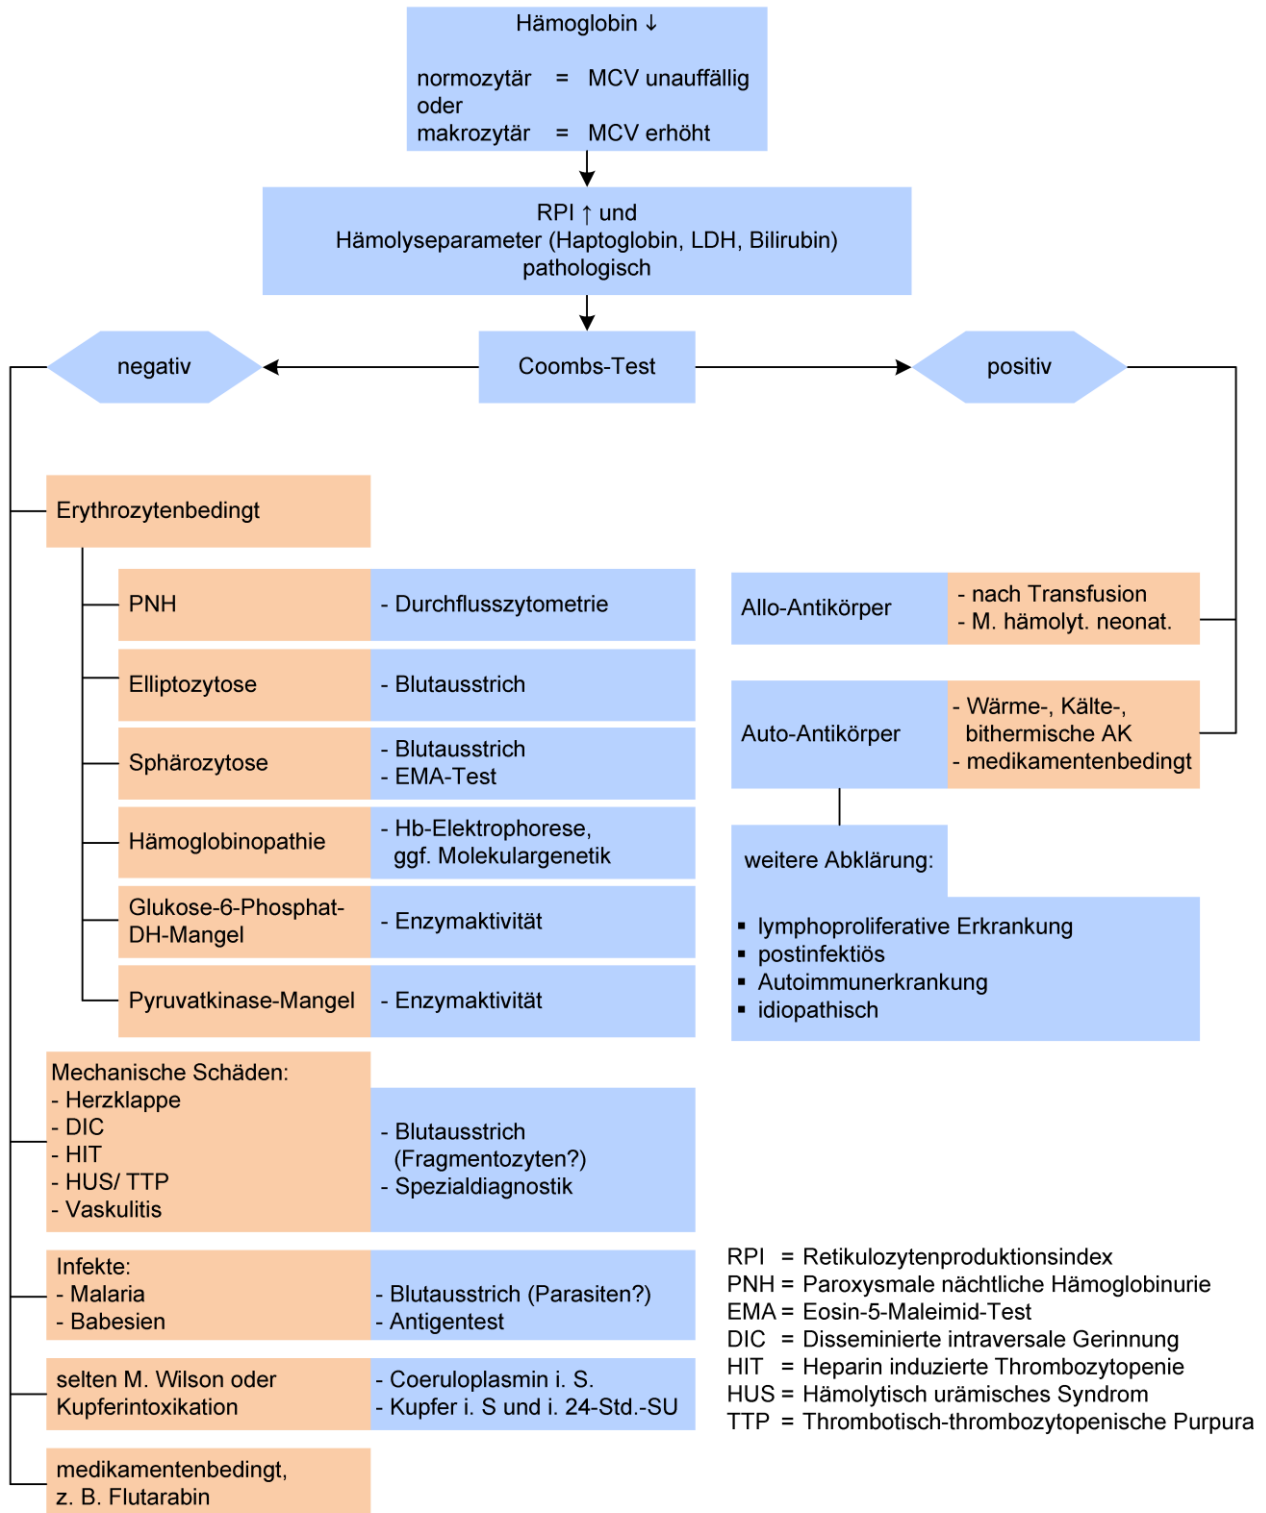 Hämoglobin ↓
normozytär = MCV unauffällig
oder
makrozytär = MCV erhöht
RPI ↑ und
Hämolyseparameter (Haptoglobin, LDH, Bilirubin)
pathologisch
negativ
Coombs-Test
positiv
Erythrozytenbedingt
PNH
- Durchflusszytometrie
Elliptozytose
- Blutausstrich
Sphärozytose
- Blutausstrich
- EMA-Test
Hämoglobinopathie
- Hb-Elektrophorese,
ggf. Molekulargenetik
Glukose-6-Phosphat-
DH-Mangel
- Enzymaktivität
Pyruvatkinase-Mangel
- Enzymaktivität
Mechanische Schäden:
- Herzklappe
- DIC
- HIT
- HUS/ TTP
- Vaskulitis
- Blutausstrich
(Fragmentozyten?)
- Spezialdiagnostik
Infekte:
- Malaria
- Babesien
- Blutausstrich (Parasiten?)
- Antigentest
selten M. Wilson oder
Kupferintoxikation
- Coeruloplasmin i. S.
- Kupfer i. S und i. 24-Std.-SU
medikamentenbedingt,
z. B. Flutarabin
Allo-Antikörper
- nach Transfusion
- M. hämolyt. neonat.
Auto-Antikörper
- Wärme-, Kälte-,
bithermische AK
- medikamentenbedingt
weitere Abklärung:
▪ lymphoproliferative Erkrankung
▪ postinfektiös
▪ Autoimmunerkrankung
▪ idiopathisch
RPI = Retikulozytenproduktionsindex
PNH = Paroxysmale nächtliche Hämoglobinurie
EMA = Eosin-5-Maleimid-Test
DIC = Disseminierte intraversale Gerinnung
HIT = Heparin induzierte Thrombozytopenie
HUS = Hämolytisch urämisches Syndrom
TTP = Thrombotisch-thrombozytopenische Purpura